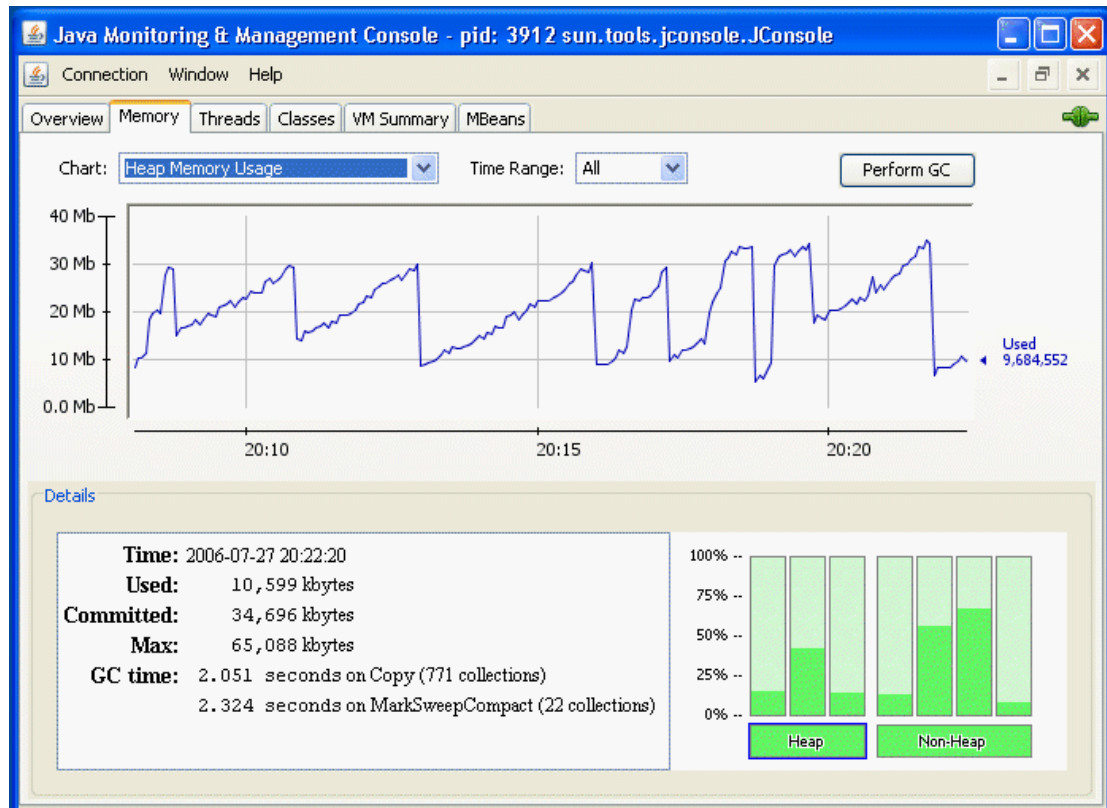 Java Monitoring & Management Console - pid: 3912 sun.tools.jconsole.JConsole
Connection Window Help
Overview Memory Threads Classes VM Summary MBeans
Chart: Heap Memory Usage Time Range: All Perform GC
40 Mb
30 Mb
20 Mb
10 Mb
0.0 Mb
Used
9,684,552
20:10 20:15 20:20
Details
Time: 2006-07-27 20:22:20
Used: 10,599 kbytes
Committed: 34,696 kbytes
Max: 65,088 kbytes
GC time: 2.051 seconds on Copy (771 collections)
2.324 seconds on MarkSweepCompact (22 collections)
100% --
75% --
50% --
25% --
0% --
Heap Non-Heap